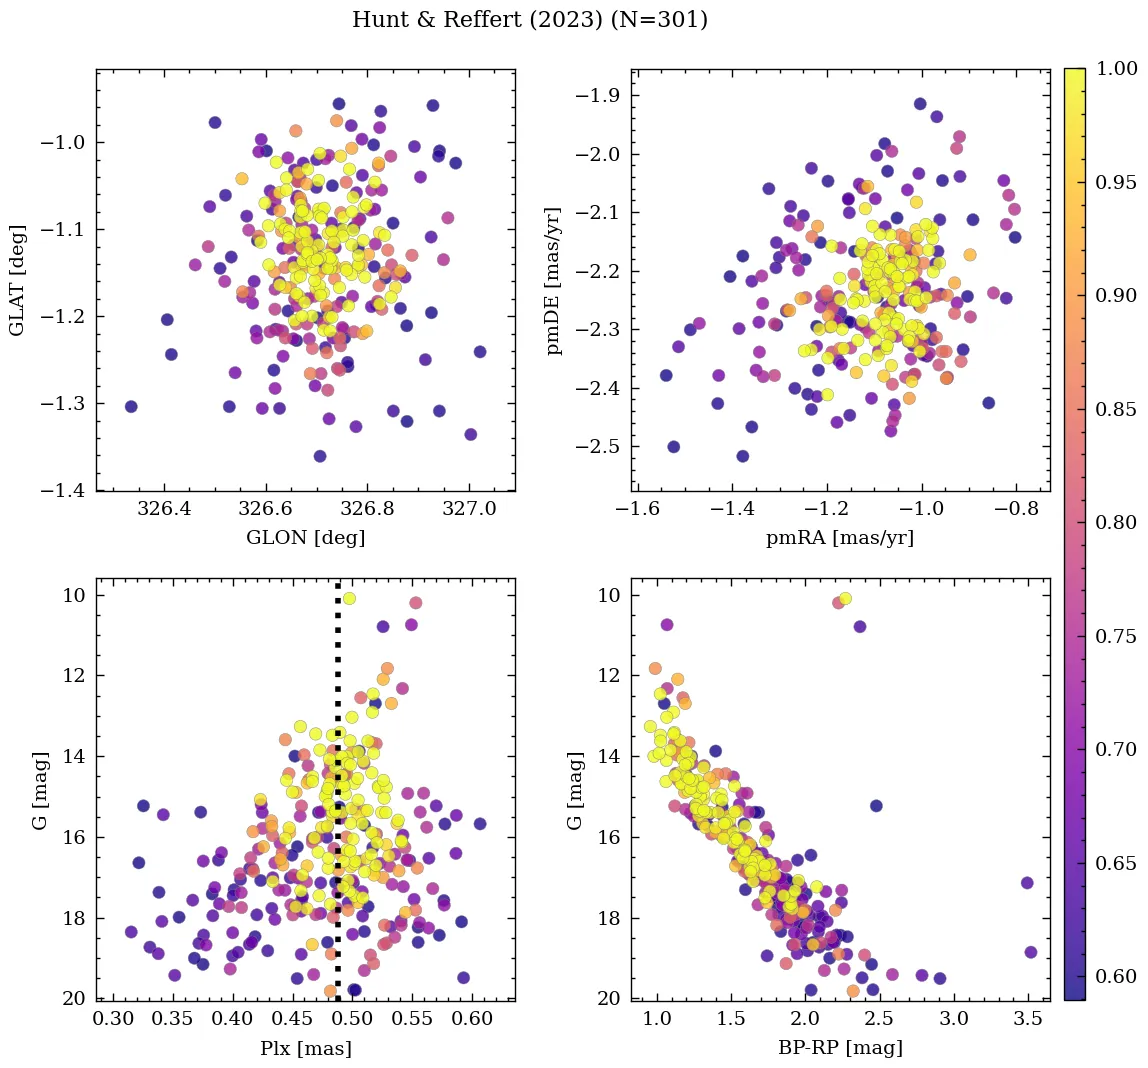 Hunt & Reffert (2023) (N=301)
−1.0
−1.1
−1.2
−1.3
−1.4
GLAT [deg]
326.4 326.6 326.8 327.0
GLON [deg]
−1.9
−2.0
−2.1
−2.2
−2.3
−2.4
−2.5
pmDE [mas/yr]
−1.6 −1.4 −1.2 −1.0 −0.8
pmRA [mas/yr]
10
12
14
16
18
20
G [mag]
0.30 0.35 0.40 0.45 0.50 0.55 0.60
Plx [mas]
10
12
14
16
18
20
G [mag]
1.0 1.5 2.0 2.5 3.0 3.5
BP-RP [mag]
1.00
0.95
0.90
0.85
0.80
0.75
0.70
0.65
0.60